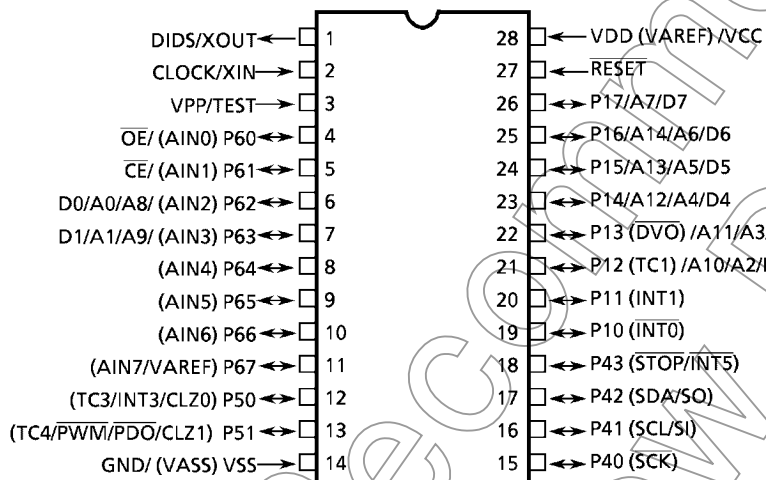 DIDS/XOUT 1 28 VDD (VAREF) /VCC
CLOCK/XIN 2 27 RESET
VPP/TEST 3 26 P17/A7/D7
OE/ (AIN0) P60 4 25 P16/A14/A6/D6
CE/ (AIN1) P61 5 24 P15/A13/A5/D5
D0/A0/A8/ (AIN2) P62 6 23 P14/A12/A4/D4
D1/A1/A9/ (AIN3) P63 7 22 P13 (DVO) /A11/A3/
(AIN4) P64 8 21 P12 (TC1) /A10/A2/
(AIN5) P65 9 20 P11 (INT1)
(AIN6) P66 10 19 P10 (INT0)
(AIN7/VAREF) P67 11 18 P43 (STOP/INT5)
(TC3/INT3/CLZ0) P50 12 17 P42 (SDA/SO)
(TC4/PWM/PDO/CLZ1) P51 13 16 P41 (SCL/SI)
GND/ (VASS) VSS 14 15 P40 (SCK)